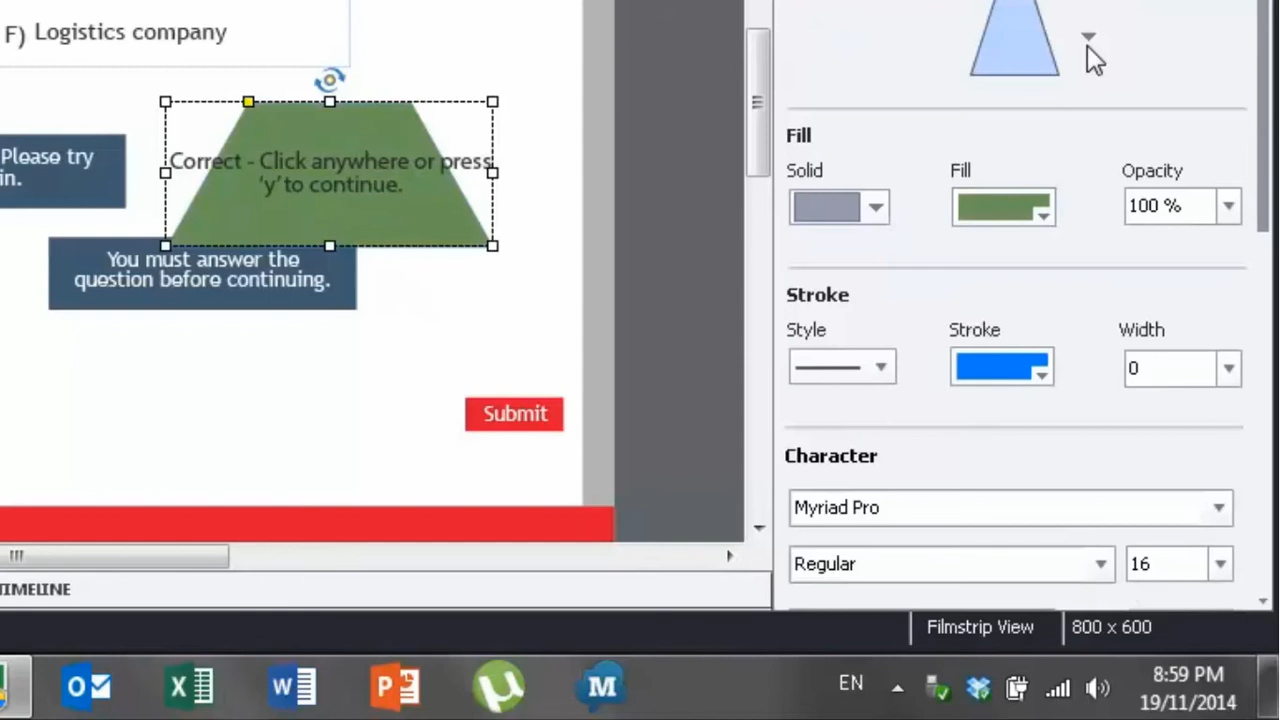 F) Logistics company
Please try
in.
Correct - Click anywhere or press
'y' to continue.
You must answer the
question before continuing.
Submit
TIMELINE
Fill
Solid
Fill
Opacity
100 %
Stroke
Style
Stroke
Width
0
Character
Myriad Pro
Regular
16
Filmstrip View
800 x 600
EN
8:59 PM
19/11/2014